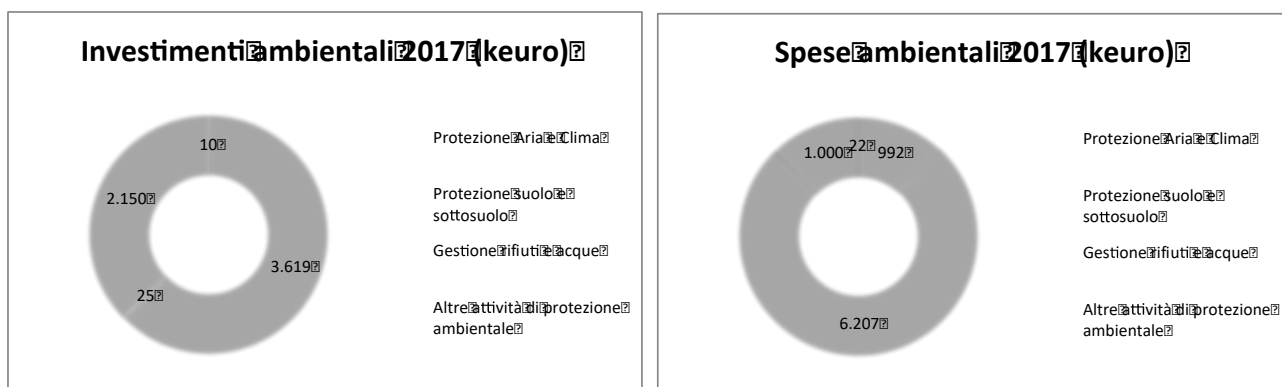 Investimenti ambientali 2017 (keuro)
10
2.150
3.619
25
Protezione Aria e Clima
Protezione suolo e
sottosuolo
Gestione rifiuti e acque
Altre attività di protezione
ambientale
Spese ambientali 2017 (keuro)
1.000
22
992
6.207
Protezione Aria e Clima
Protezione suolo e
sottosuolo
Gestione rifiuti e acque
Altre attività di protezione
ambientale